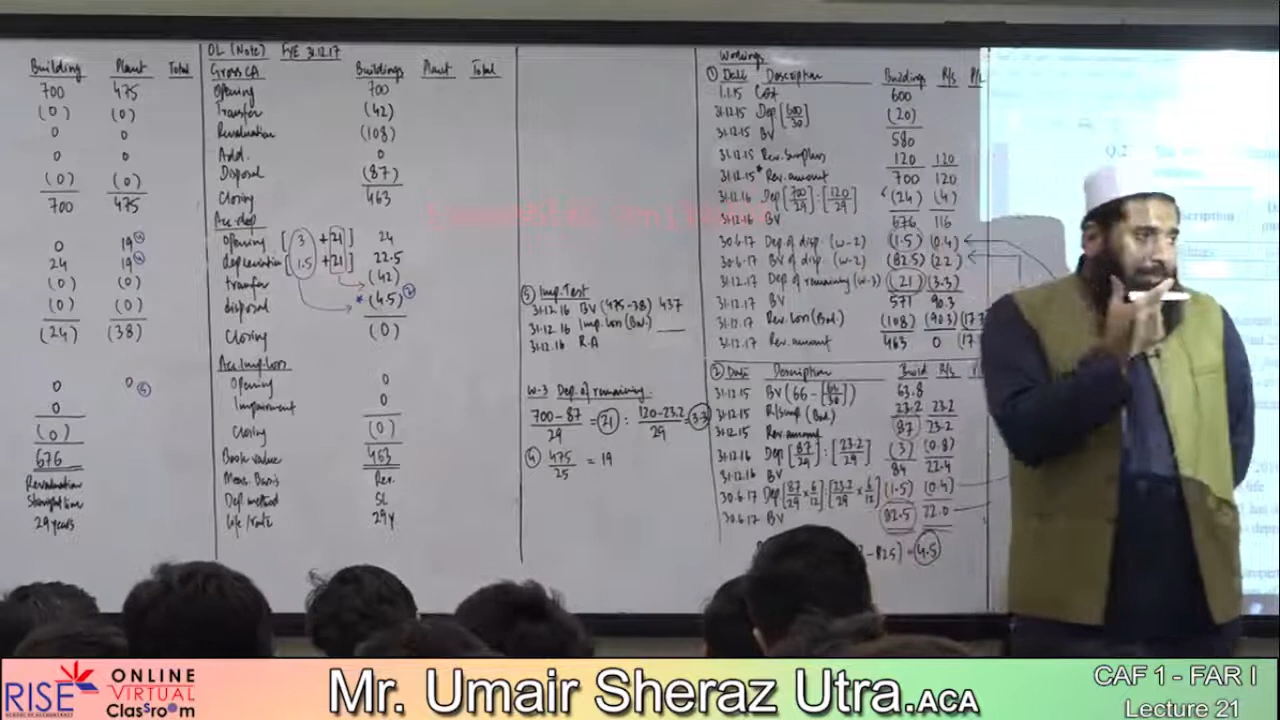 Building Plant Total
700 475
(0) (0)
0 0
0 0
(0) (0)
700 475
0 19④
24 19④
(0) (0)
(0) (0)
(24) (38)
0 0⑤
0
(0)
676
Revaluation
Straight line
29 years
OL (Note) FYE 31.12.17
Gross CA Buildings Plant Total
Opening 700
Transfer (42)
Revaluation (108)
Add. 0
Disposal (87)
Closing 463
Acc. dep
Opening [3 + 21] 24
depreciation [1.5 + 21] 22.5
transfer (42)
disposal *(4.5)②
Closing (0)
Acc. Imp. Loss
Opening 0
Impairment 0
Closing (0)
Book value 463
Meas. Basis Rev.
Dep method SL
Life/rate 29y
⑤ Imp. Test
31.12.16 BV (475-38) 437
31.12.16 Imp. Loss (Bal.)
31.12.16 R.A
W-3 Dep. of remaining
700-87/29 = 21 : 120-23.2/29 = 3.3
④ 475/25 = 19
Workings
① Date Description Buildings R/S P/L
1.1.15 Cost 600
31.12.15 Dep [600/30] (20)
31.12.15 BV 580
31.12.15 Rev. Surplus 120 120
31.12.15 * Rev. amount 700 120
31.12.16 Dep [700/29] : [120/29] (24) (4)
31.12.16 BV 676 116
30.6.17 Dep. of disp. (w-2) (1.5) (0.4)
30.6.17 BV of disp. (w-2) (82.5) (22)
31.12.17 Dep of remaining (w-3) (21) (3.3)
31.12.17 BV 571 90.3
31.12.17 Rev. Loss (Bal.) (108) (90.3) (17.7
31.12.17 Rev. amount 463 0 (17.
② Date Description Build R/S
31.12.15 BV (66 - [66/30]) 63.8
31.12.15 R/Surp (Bal.) 23.2 23.2
31.12.15 Rev. amount 87 23.2
31.12.16 Dep [87/29] : [23.2/29] (3) (0.8)
31.12.16 BV 84 22.4
30.6.17 Dep [87/29 x 6/12] : [23.2/29 x 6/12] (1.5) (0.4)
30.6.17 BV 82.5 22.0
- 82.5) = 4.5
RISE
ONLINE
VIRTUAL
Classroom
Mr. Umair Sheraz Utra.ACA
CAF 1 - FAR I
Lecture 21